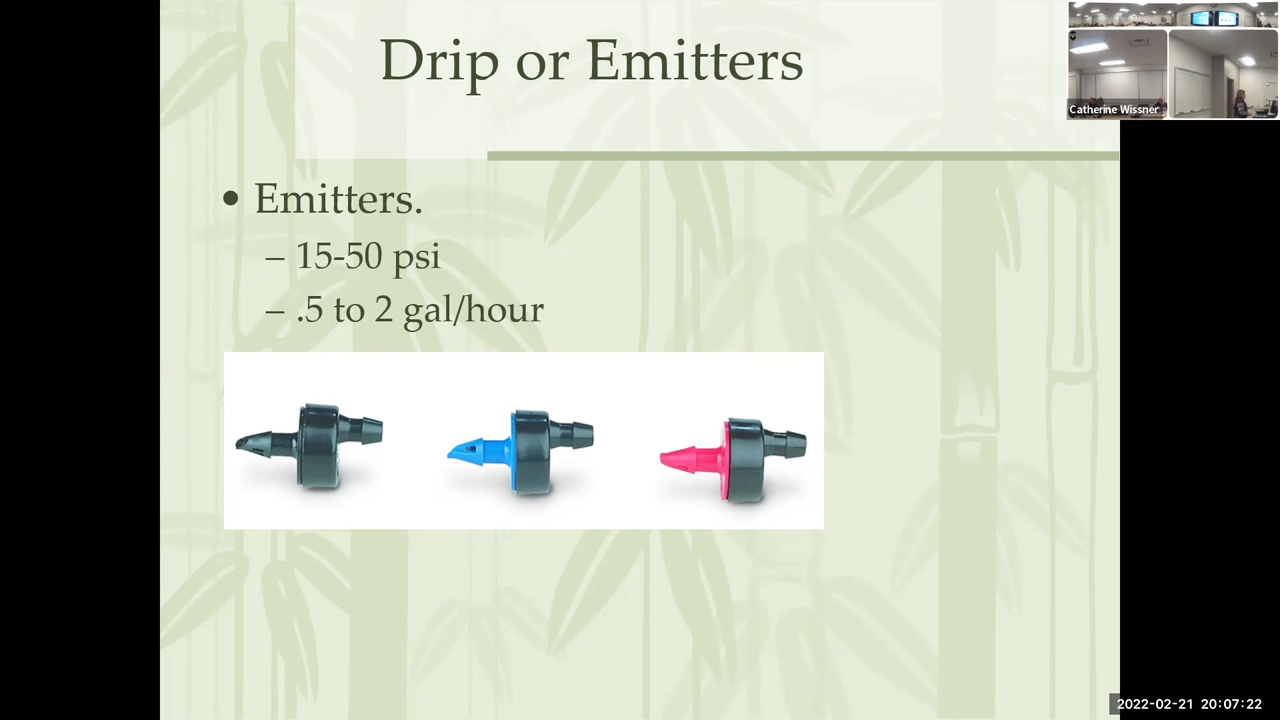 Drip or Emitters
Catherine Wissner
• Emitters.
– 15-50 psi
– .5 to 2 gal/hour
2022-02-21 20:07:22